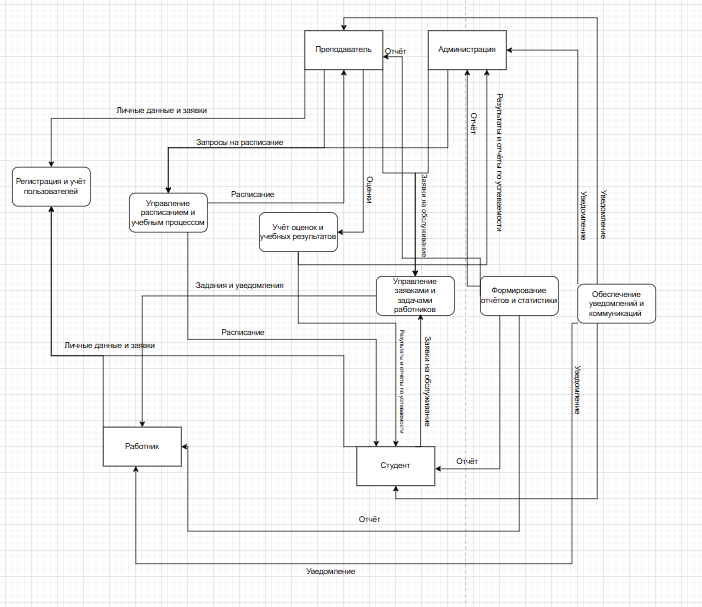 Преподаватель
Отчёт
Администрация
Личные данные и заявки
Запросы на расписание
Отчёт
Результаты и отчёты по успеваемости
Регистрация и учёт
пользователей
Расписание
Оценки
Заявки на обслуживание
Уведомление
Уведомление
Управление
расписанием и
учебным процессом
Учёт оценок и
учебных результатов
Задания и уведомления
Управление
заявками и
задачами
работников
Формирование
отчётов и статистики
Обеспечение
уведомлений и
коммуникаций
Расписание
Личные данные и заявки
Результаты и отчёты по успеваемости
Заявки на обслуживание
Уведомление
Работник
Студент
Отчёт
Отчёт
Уведомление